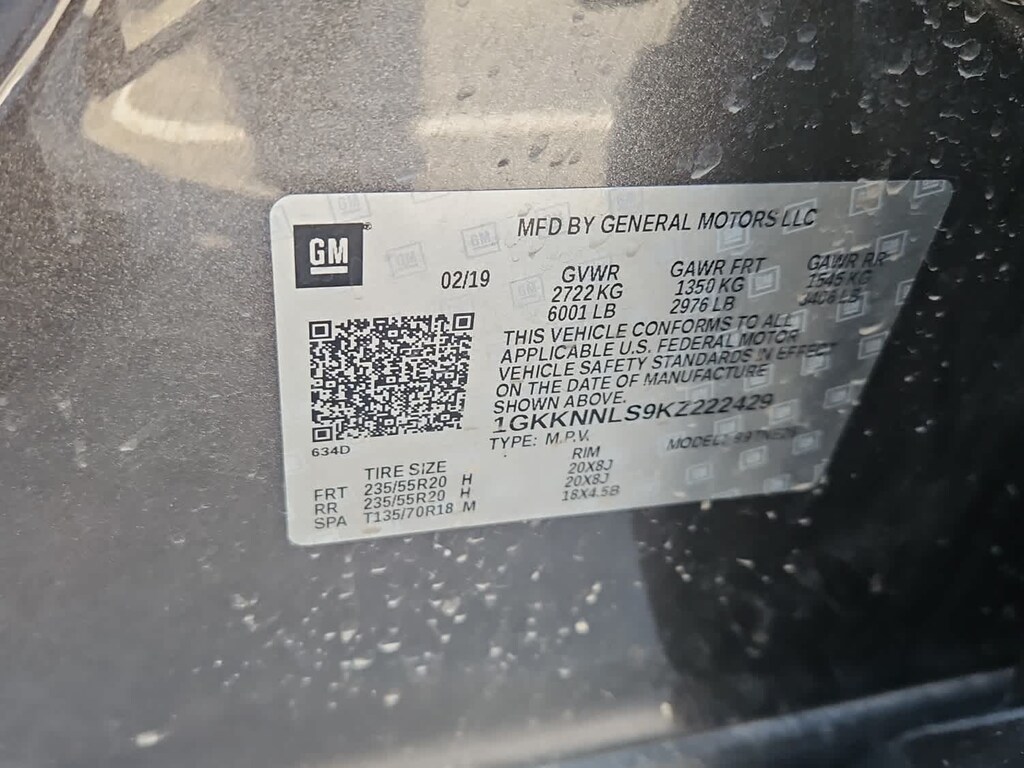 GM
MFD BY GENERAL MOTORS LLC
02/19
GVWR
2722 KG
6001 LB
GAWR FRT
1350 KG
2976 LB
GAWR RR
1545 KG
3406 LB
THIS VEHICLE CONFORMS TO ALL
APPLICABLE U.S. FEDERAL MOTOR
VEHICLE SAFETY STANDARDS IN EFFECT
ON THE DATE OF MANUFACTURE
SHOWN ABOVE.
1GKKNNLS9KZ222429
TYPE: M.P.V. MODEL:
634D
TIRE SIZE RIM
FRT 235/55R20 H 20X8J
RR 235/55R20 H 20X8J
SPA T135/70R18 M 18X4.5B